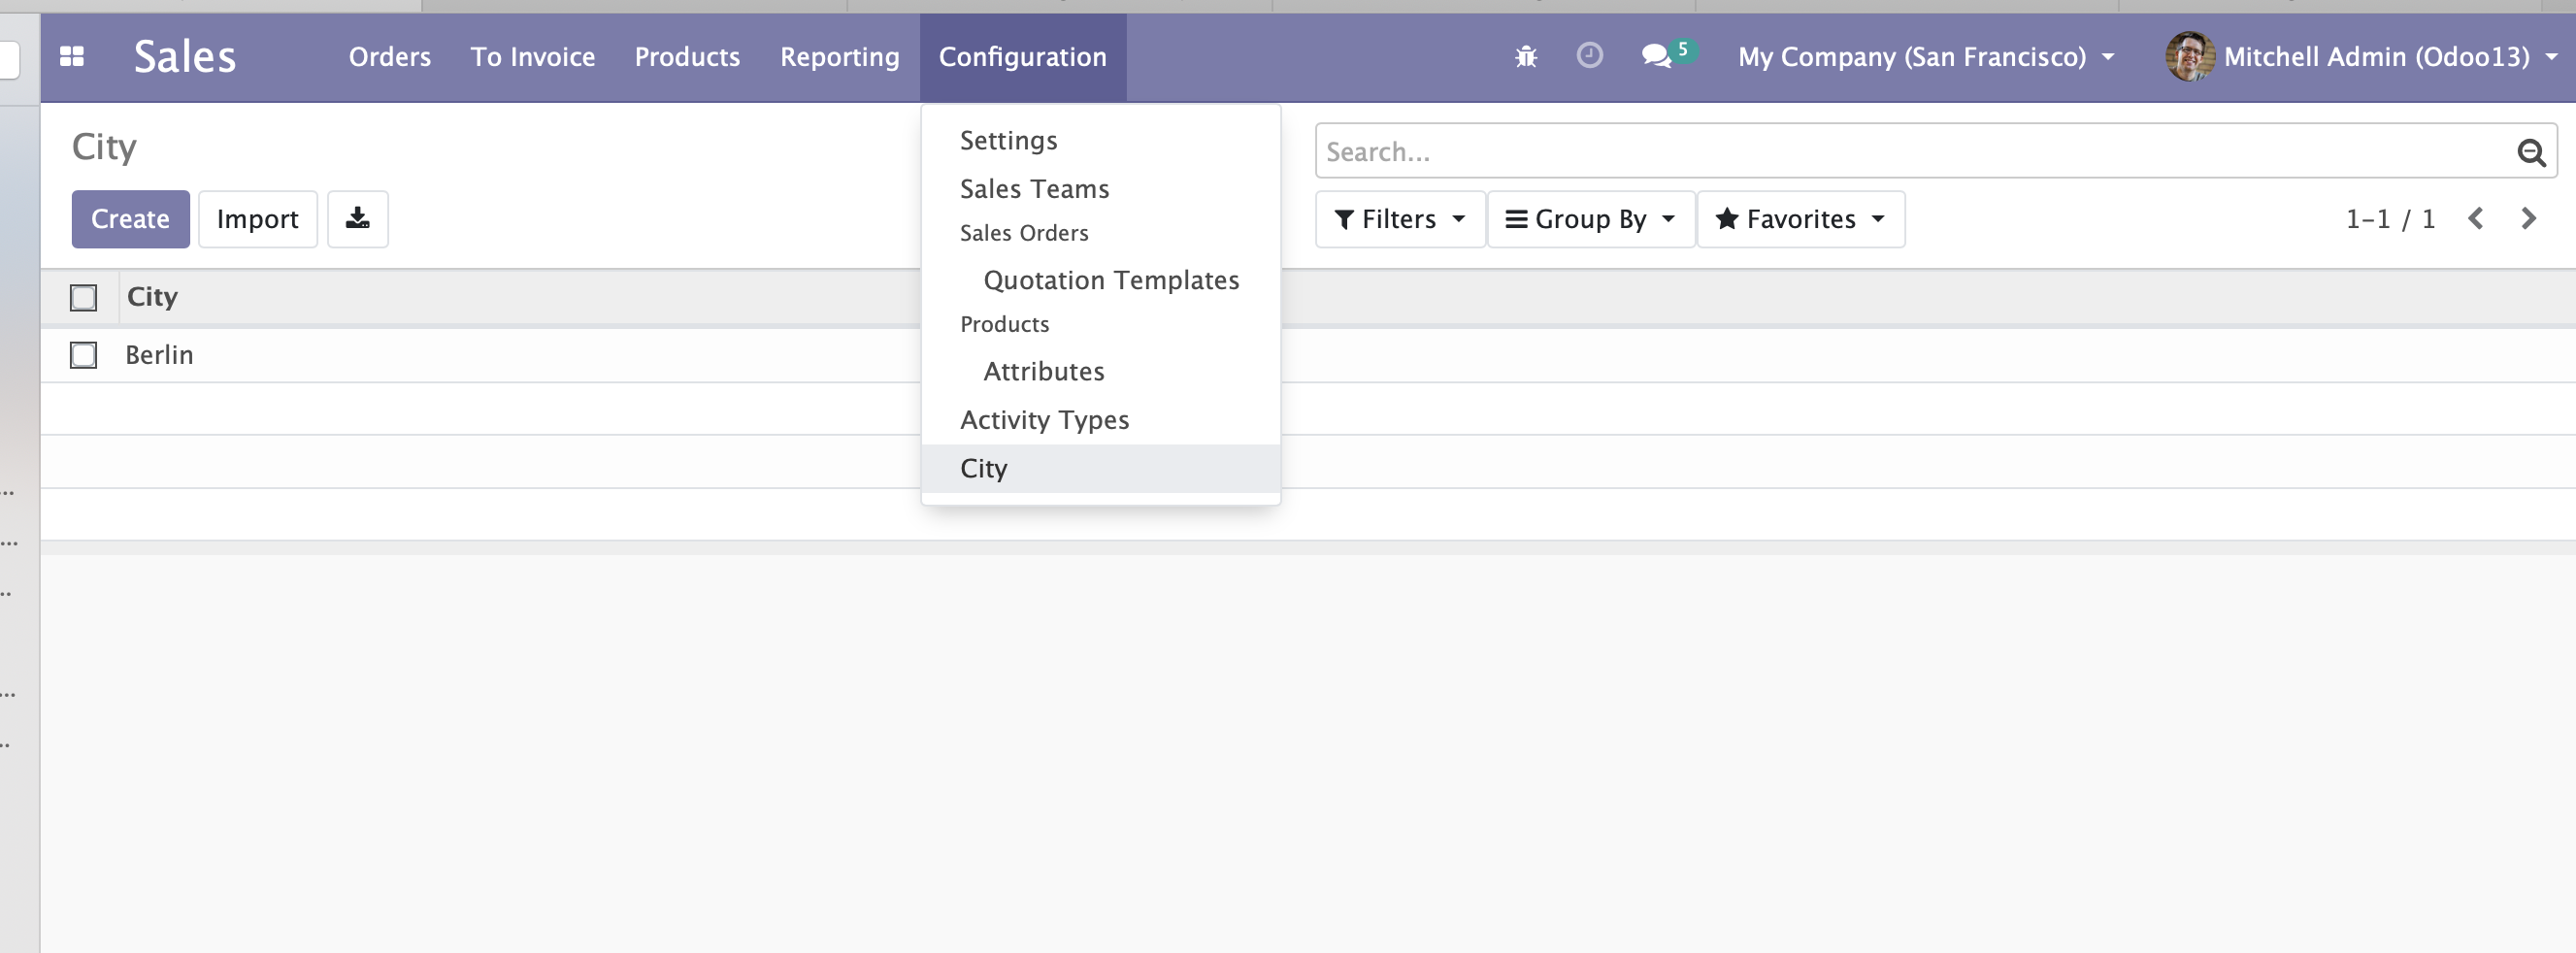 Sales Orders To Invoice Products Reporting Configuration 5 My Company (San Francisco) Mitchell Admin (Odoo13)
City
Search...
Create Import Filters Group By Favorites 1-1 / 1
City
Berlin
Settings
Sales Teams
Sales Orders
Quotation Templates
Products
Attributes
Activity Types
City
...
...
..
...
..